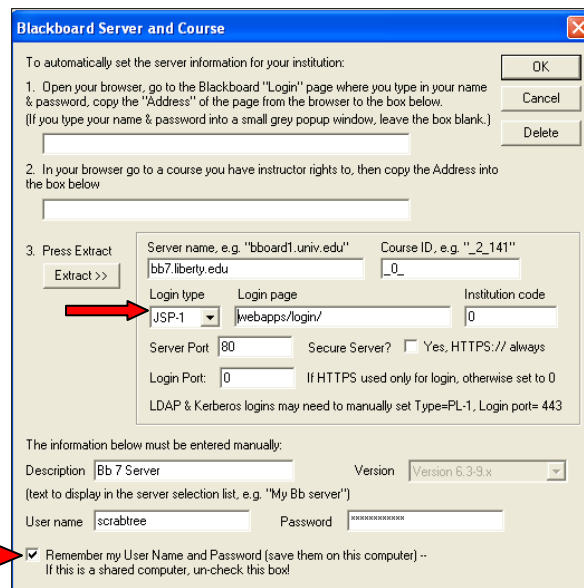 Blackboard Server and Course
To automatically set the server information for your institution:
OK
1. Open your browser, go to the Blackboard "Login" page where you type in your name
& password, copy the "Address" of the page from the browser to the box below.
Cancel
(If you type your name & password into a small grey popup window, leave the box blank.)
Delete
2. In your browser go to a course you have instructor rights to, then copy the Address into
the box below
3. Press Extract
Extract >>
Server name, e.g. "bboard1.univ.edu" Course ID, e.g. "_2_141"
bb7.liberty.edu _0_
Login type Login page Institution code
JSP-1 webapps/login/ 0
Server Port 80 Secure Server? Yes, HTTPS:// always
Login Port: 0 If HTTPS used only for login, otherwise set to 0
LDAP & Kerberos logins may need to manually set Type=PL-1, Login port= 443
The information below must be entered manually:
Description Bb 7 Server Version Version 6.3-9.x
(text to display in the server selection list, e.g. "My Bb server")
User name scrabtree Password ************
Remember my User Name and Password (save them on this computer) --
If this is a shared computer, un-check this box!